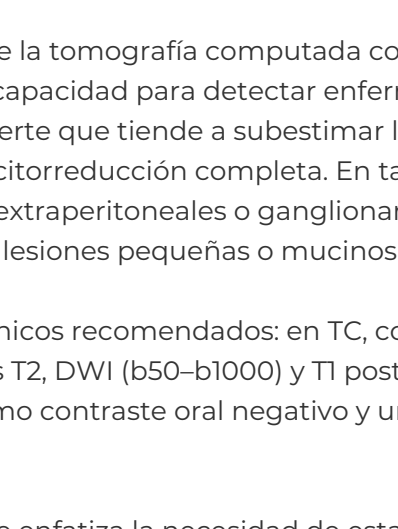 e la tomografía computada co
capacidad para detectar enfer
erte que tiende a subestimar l
citorreducción completa. En ta
extraperitoneales o ganglionar
lesiones pequeñas o mucinos
nicos recomendados: en TC, co
s T2, DWI (b50–b1000) y T1 post
mo contraste oral negativo y u
enfatiza la necesidad de esta